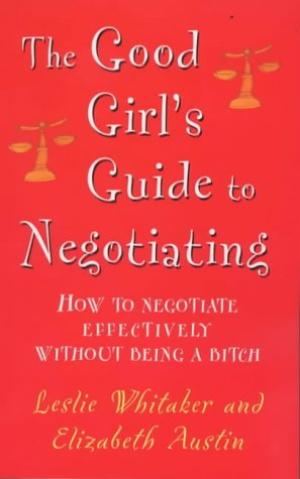 The Good
Girl's
Guide to
Negotiating
HOW TO NEGOTIATE
EFFECTIVELY
WITHOUT BEING A BITCH
Leslie Whitaker and
Elizabeth Austin